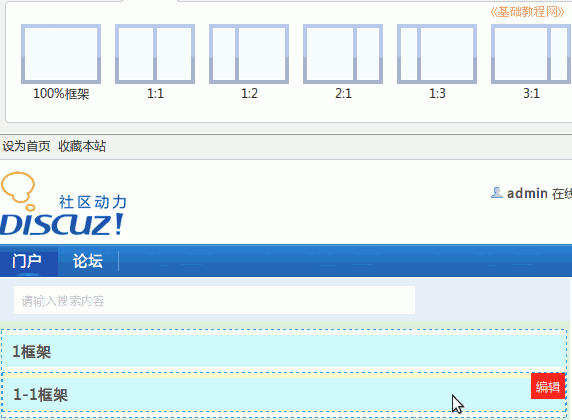 《基础教程网》
100%框架 1:1 1:2 2:1 1:3 3:1
设为首页 收藏本站
社区动力
DISCUZ!
admin 在线
门户 论坛
请输入搜索内容
1框架
编辑
1-1框架